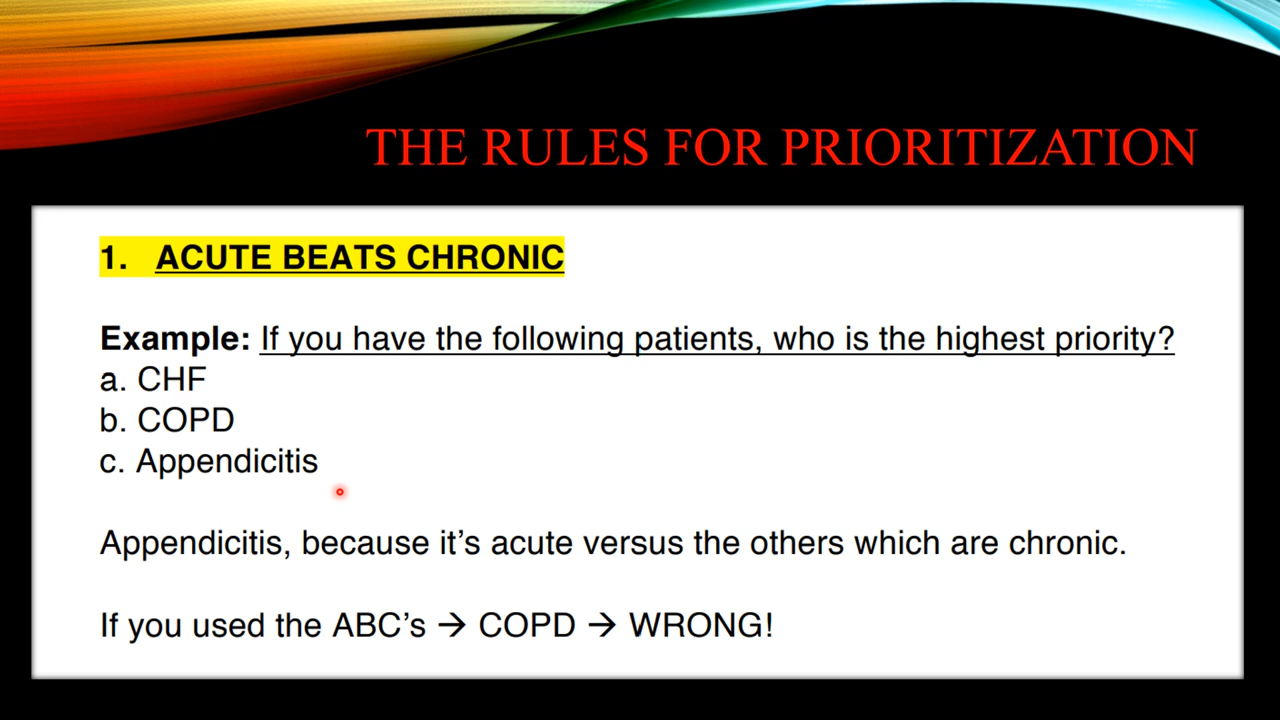 THE RULES FOR PRIORITIZATION
1. ACUTE BEATS CHRONIC
Example: If you have the following patients, who is the highest priority?
a. CHF
b. COPD
c. Appendicitis
Appendicitis, because it’s acute versus the others which are chronic.
If you used the ABC’s → COPD → WRONG!